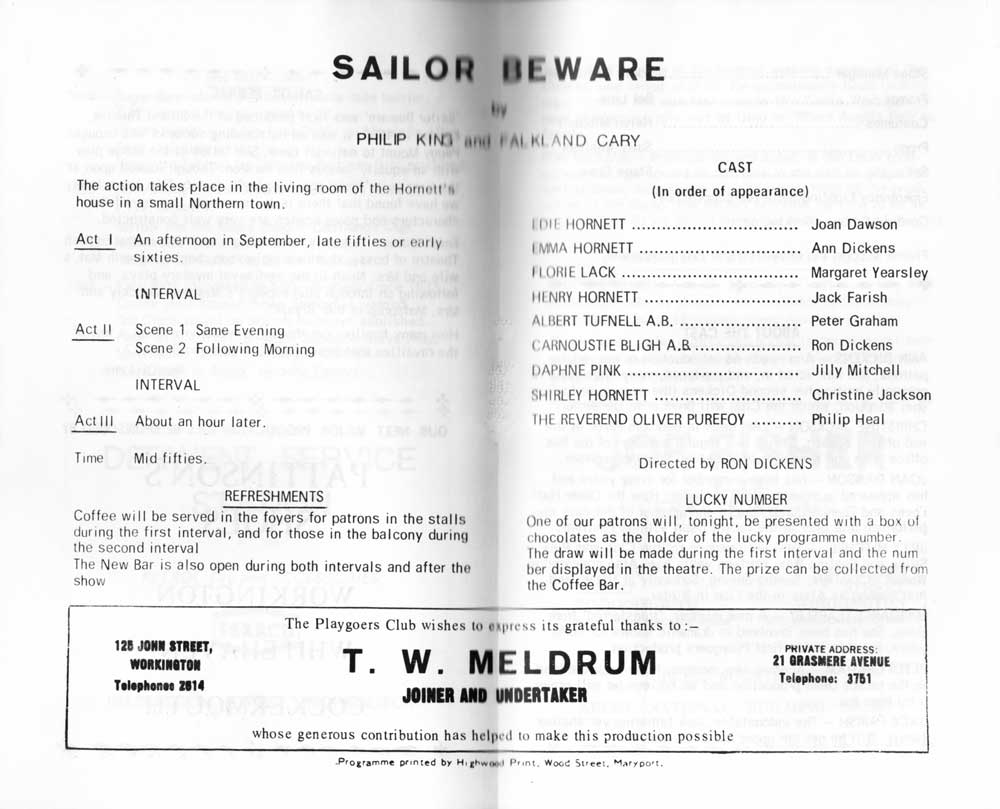 SAILOR BEWARE
by
PHILIP KING and FALKLAND CARY
The action takes place in the living room of the Hornett's
house in a small Northern town.
Act I An afternoon in September, late fifties or early
sixties.
INTERVAL
Act II Scene 1 Same Evening
Scene 2 Following Morning
INTERVAL
Act III About an hour later.
Time Mid fifties.
REFRESHMENTS
Coffee will be served in the foyers for patrons in the stalls
during the first interval, and for those in the balcony during
the second interval
The New Bar is also open during both intervals and after the
show
CAST
(In order of appearance)
EDIE HORNETT .............................. Joan Dawson
EMMA HORNETT ............................. Ann Dickens
FLORIE LACK ................................ Margaret Yearsley
HENRY HORNETT ............................ Jack Farish
ALBERT TUFNELL A.B. ...................... Peter Graham
CARNOUSTIE BLIGH A.B. ................... Ron Dickens
DAPHNE PINK ............................... Jilly Mitchell
SHIRLEY HORNETT .......................... Christine Jackson
THE REVEREND OLIVER PUREFOY .......... Philip Heal
Directed by RON DICKENS
LUCKY NUMBER
One of our patrons will, tonight, be presented with a box of
chocolates as the holder of the lucky programme number.
The draw will be made during the first interval and the num
ber displayed in the theatre. The prize can be collected from
the Coffee Bar.
The Playgoers Club wishes to express its grateful thanks to :—
125 JOHN STREET,
WORKINGTON
Telephones 2614
T. W. MELDRUM
JOINER AND UNDERTAKER
PRIVATE ADDRESS:
21 GRASMERE AVENUE
Telephone: 3751
whose generous contribution has helped to make this production possible
Programme printed by Highwood Print, Wood Street, Maryport.